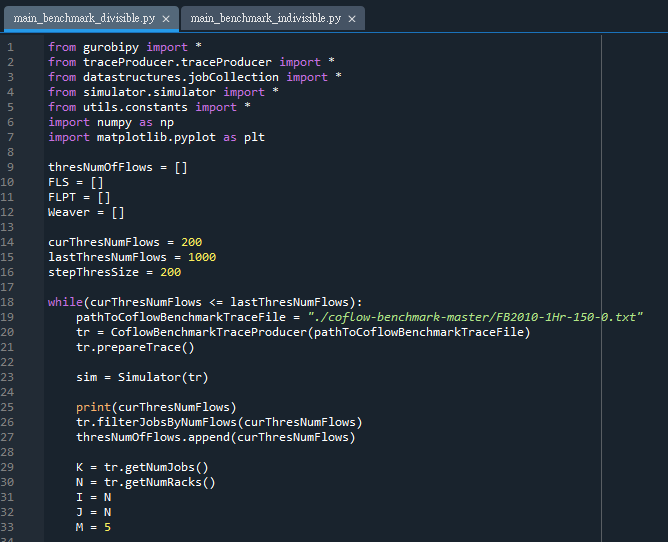 main_benchmark_divisible.py ×  main_benchmark_indivisible.py ×
1 from gurobipy import *
2 from traceProducer.traceProducer import *
3 from datastructures.jobCollection import *
4 from simulator.simulator import *
5 from utils.constants import *
6 import numpy as np
7 import matplotlib.pyplot as plt
8
9 thresNumOfFlows = []
10 FLS = []
11 FLPT = []
12 Weaver = []
13
14 curThresNumFlows = 200
15 lastThresNumFlows = 1000
16 stepThresSize = 200
17
18 while(curThresNumFlows <= lastThresNumFlows):
19     pathToCoflowBenchmarkTraceFile = "./coflow-benchmark-master/FB2010-1Hr-150-0.txt"
20     tr = CoflowBenchmarkTraceProducer(pathToCoflowBenchmarkTraceFile)
21     tr.prepareTrace()
22
23     sim = Simulator(tr)
24
25     print(curThresNumFlows)
26     tr.filterJobsByNumFlows(curThresNumFlows)
27     thresNumOfFlows.append(curThresNumFlows)
28
29     K = tr.getNumJobs()
30     N = tr.getNumRacks()
31     I = N
32     J = N
33     M = 5